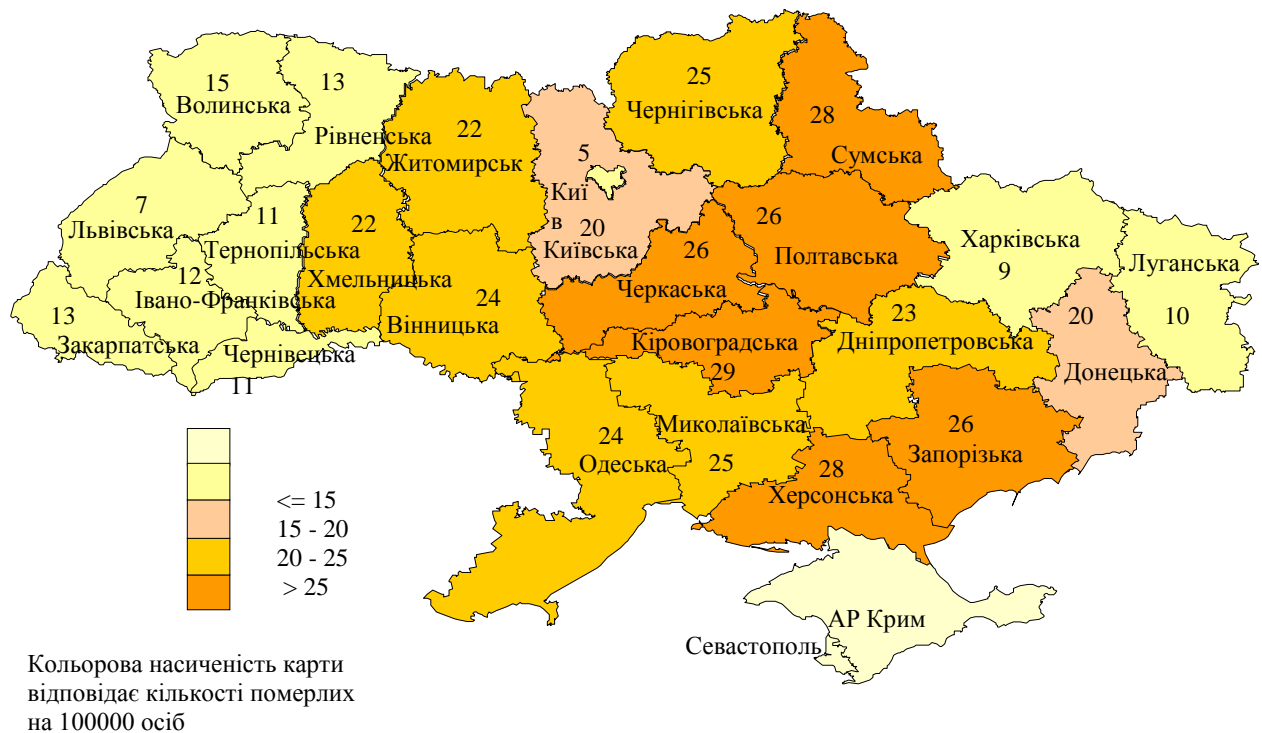 15
Волинська
13
Рівненська
22
Житомирськ
5
Киї
в
20
Київська
25
Чернігівська
28
Сумська
7
Львівська
11
Тернопільська
22
Хмельницька
12
Івано-Франківська
13
Закарпатська
Чернівецька
11
24
Вінницька
26
Черкаська
26
Полтавська
Харківська
9
Луганська
10
Кіровоградська
29
23
Дніпропетровська
20
Донецька
24
Одеська
Миколаївська
25
28
Херсонська
26
Запорізька
АР Крим
Севастополь
<= 15
15 - 20
20 - 25
> 25
Кольорова насиченість карти
відповідає кількості померлих
на 100000 осіб